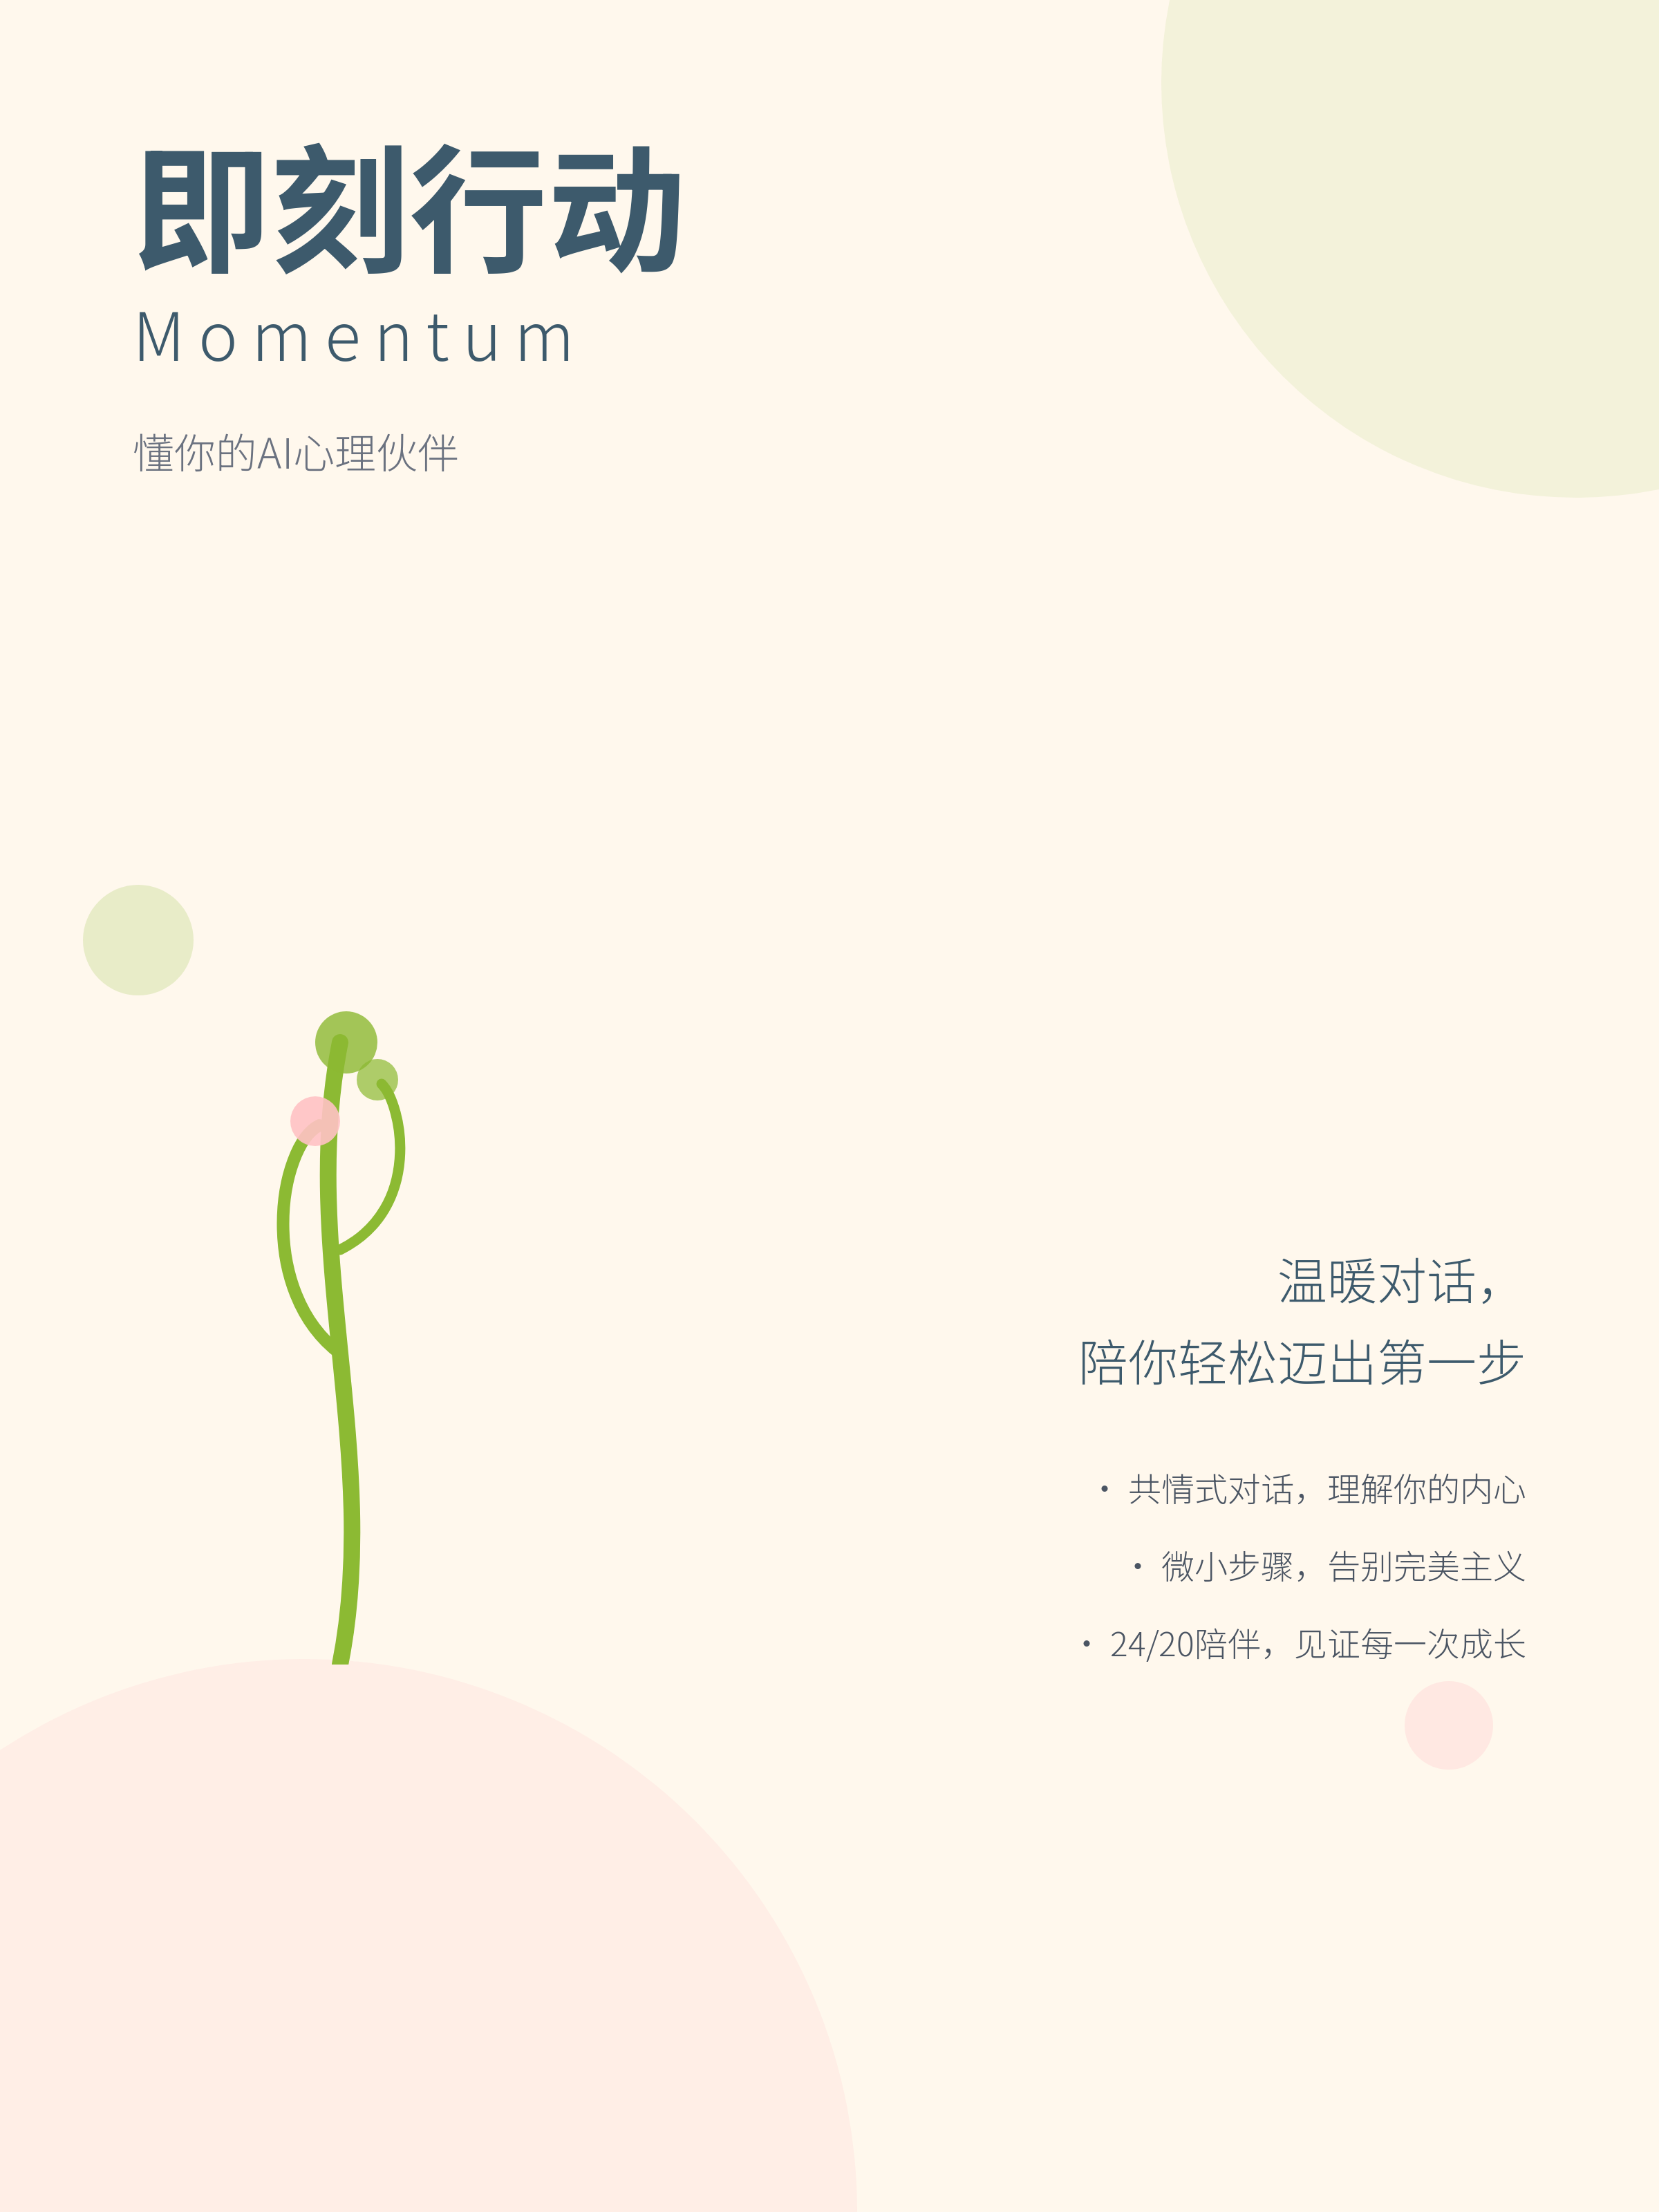 即刻行动
Momentum
懂你的AI心理伙伴
温暖对话，
陪你轻松迈出第一步
• 共情式对话，理解你的内心
• 微小步骤，告别完美主义
• 24/20陪伴，见证每一次成长